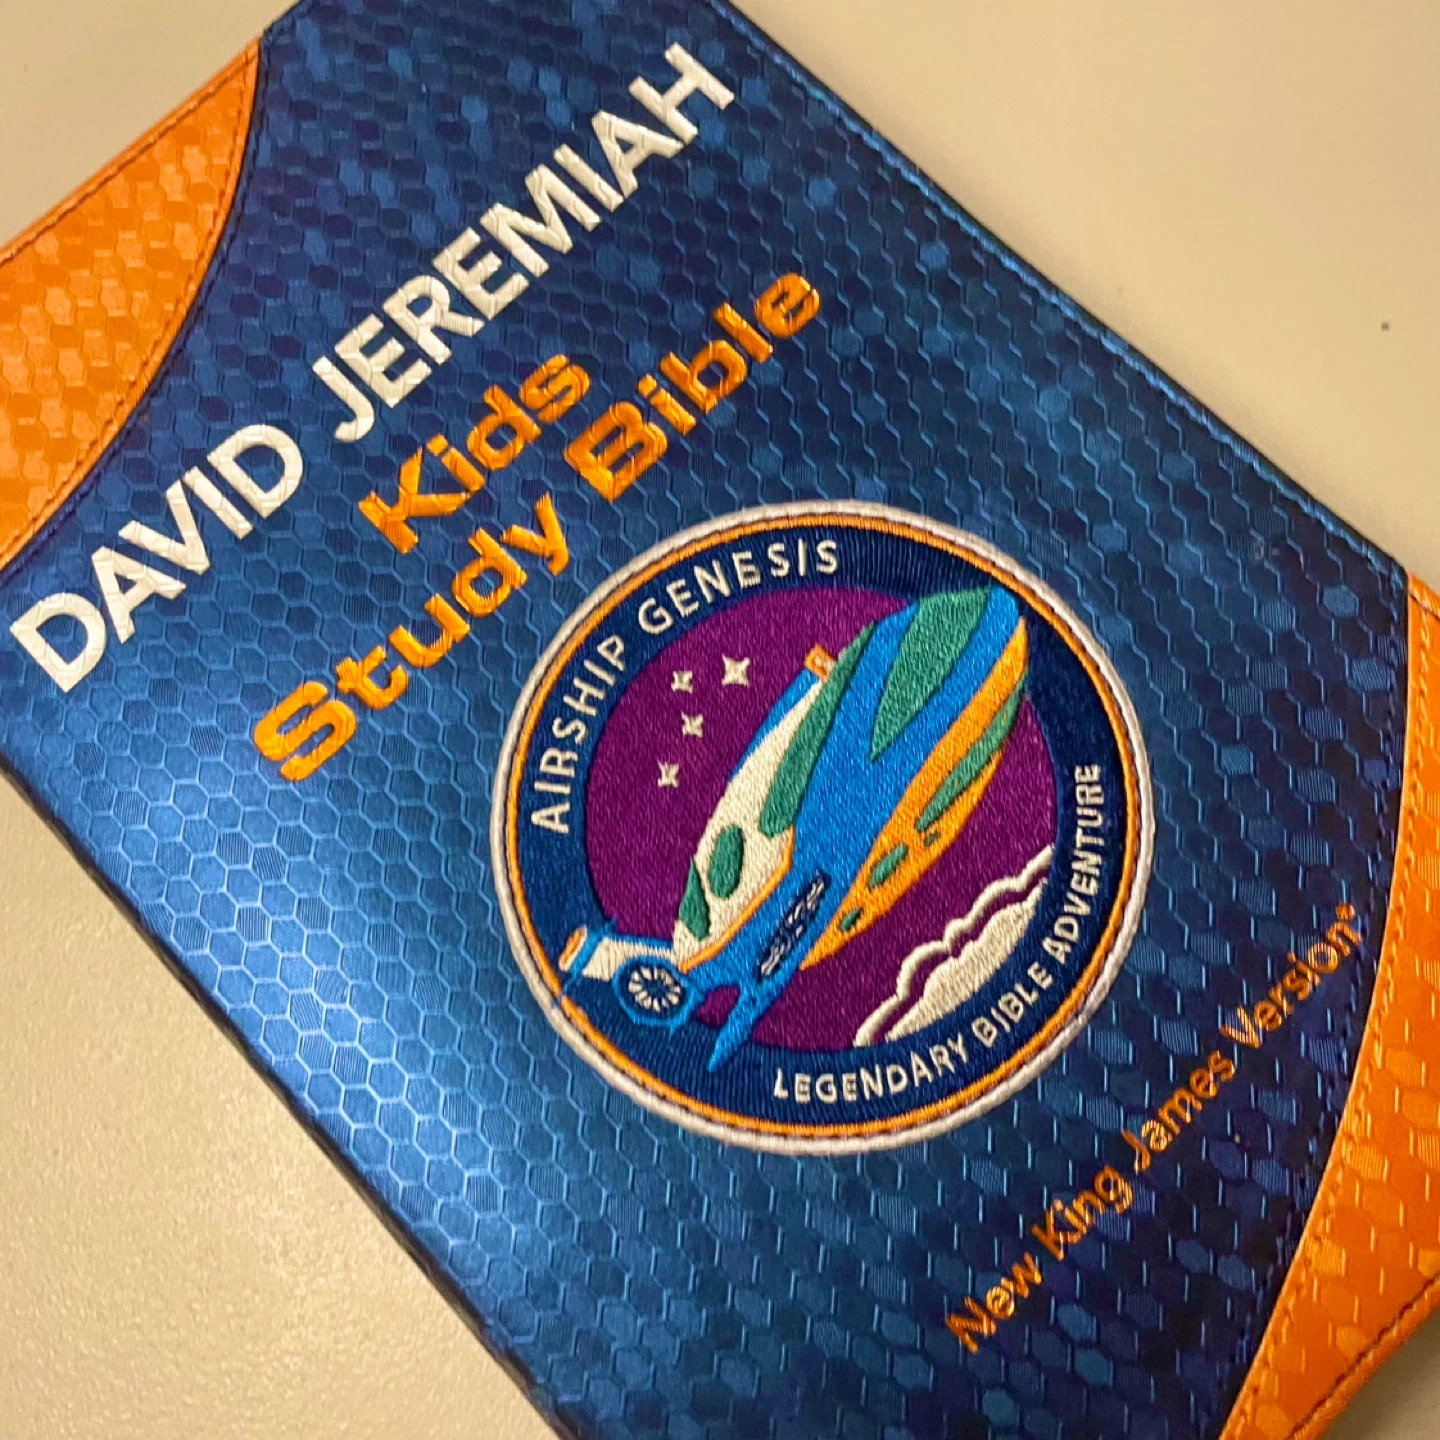 DAVID JEREMIAH
Kids
Study Bible
AIRSHIP GENESIS
LEGENDARY BIBLE ADVENTURE
New King James Version®